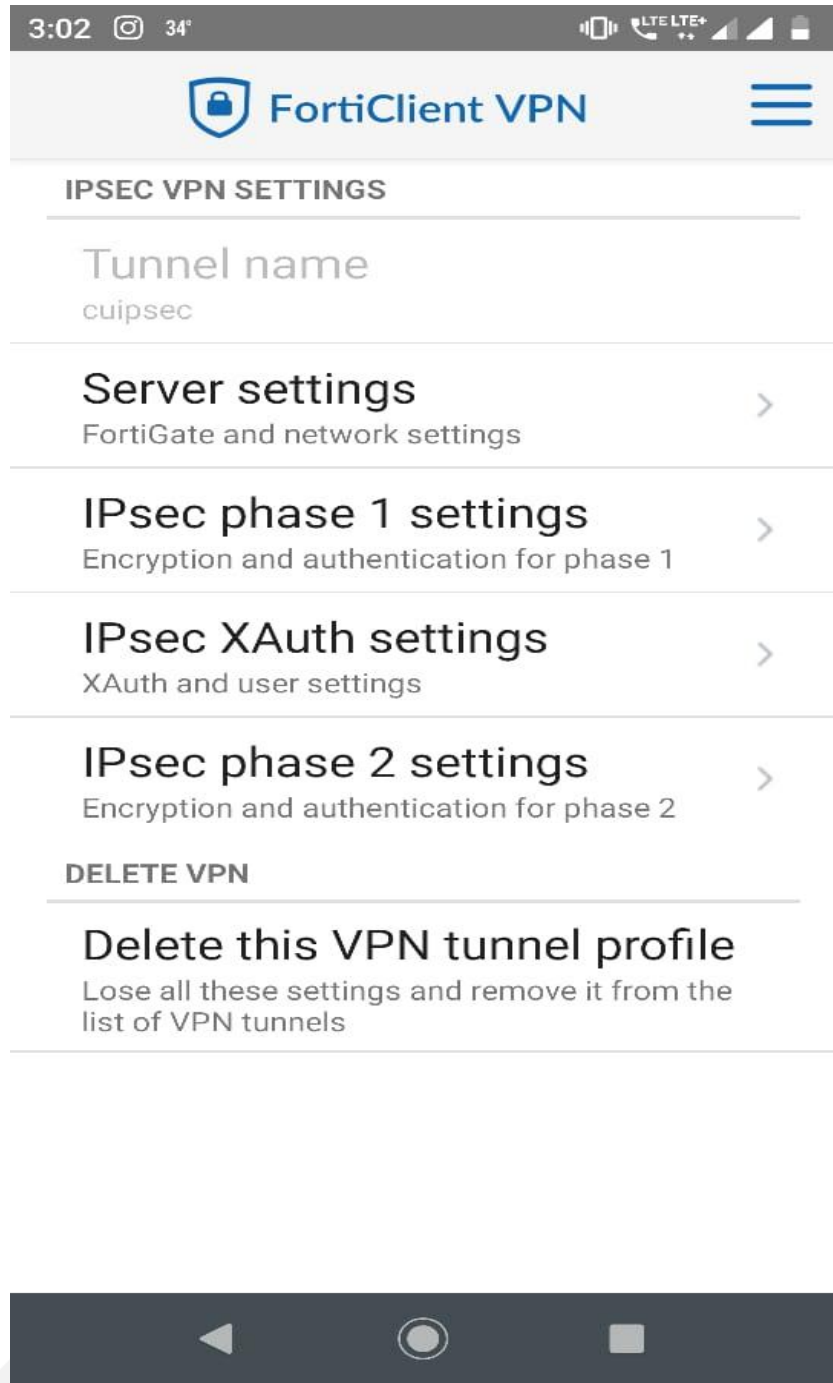 3:02 34°
LTE LTE+
FortiClient VPN
IPSEC VPN SETTINGS
Tunnel name
cuipsec
Server settings
FortiGate and network settings
IPsec phase 1 settings
Encryption and authentication for phase 1
IPsec XAuth settings
XAuth and user settings
IPsec phase 2 settings
Encryption and authentication for phase 2
DELETE VPN
Delete this VPN tunnel profile
Lose all these settings and remove it from the
list of VPN tunnels